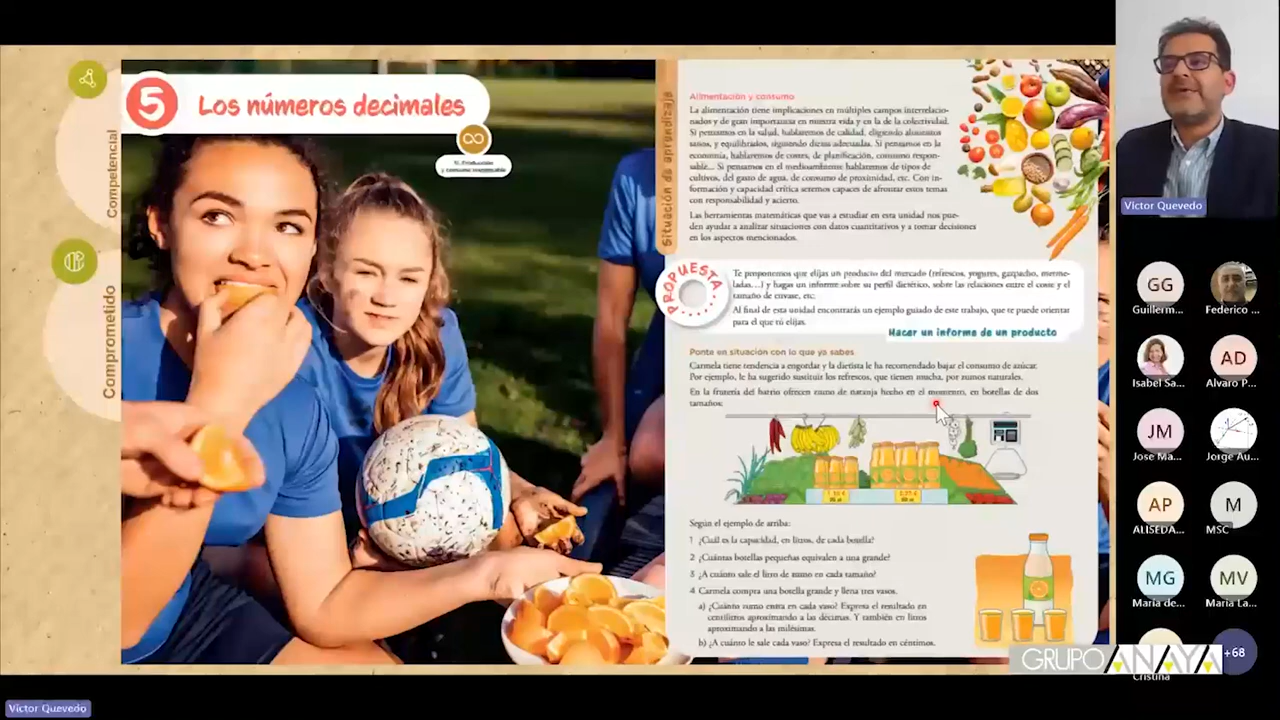 5
Los números decimales
Competencial
Comprometido
y consumo responsable
Situación de aprendizaje
Alimentación y consumo
La alimentación tiene implicaciones en múltiples campos interrelacio-
nados y de gran importancia en nuestra vida y en la de la colectividad.
Si pensamos en la salud, hablaremos de calidad, eligiendo alimentos
sanos, y equilibrados, siguiendo dietas adecuadas. Si pensamos en la
economía, hablaremos de costes, de planificación, consumo respon-
sable... Si pensamos en el medioambiente hablaremos de tipos de
cultivos, del gasto de agua, de consumo de proximidad, etc. Con in-
formación y capacidad crítica seremos capaces de afrontar estos temas
con responsabilidad y acierto.
Las herramientas matemáticas que vas a estudiar en esta unidad nos pue-
den ayudar a analizar situaciones con datos cuantitativos y a tomar decisiones
en los aspectos mencionados.
PROPUESTA
Te proponemos que elijas un producto del mercado (refrescos, yogures, gazpacho, merme-
ladas...) y hagas un informe sobre su perfil dietético, sobre las relaciones entre el coste y el
tamaño de envase, etc.
Al final de esta unidad encontrarás un ejemplo guiado de este trabajo, que te puede orientar
para el que tú elijas.
Hacer un informe de un producto
Ponte en situación con lo que ya sabes
Carmela tiene tendencia a engordar y la dietista le ha recomendado bajar el consumo de azúcar.
Por ejemplo, le ha sugerido sustituir los refrescos, que tienen mucha, por zumos naturales.
En la frutería del barrio ofrecen zumo de naranja hecho en el momento, en botellas de dos
tamaños:
Según el ejemplo de arriba:
1 ¿Cuál es la capacidad, en litros, de cada botella?
2 ¿Cuántas botellas pequeñas equivalen a una grande?
3 ¿A cuánto sale el litro de zumo en cada tamaño?
4 Carmela compra una botella grande y llena tres vasos.
a) ¿Cuánto zumo entra en cada vaso? Expresa el resultado en
centilitros aproximando a las décimas. Y también en litros
aproximando a las milésimas.
b) ¿A cuánto le sale cada vaso? Expresa el resultado en céntimos.
GRUPO ANAYA
Víctor Quevedo
GG
Guillerm...
Federico ...
Isabel Sa...
AD
Alvaro P...
JM
Jose Ma...
Jorge Au...
AP
ALISEDA...
M
MSC
MG
María de...
MV
María La...
Cristina
+68
Víctor Quevedo